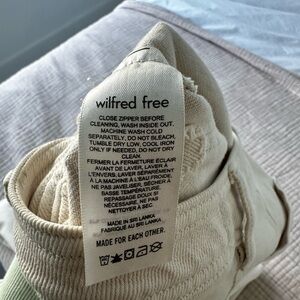 wilfred free
CLOSE ZIPPER BEFORE
CLEANING, WASH INSIDE OUT.
MACHINE WASH COLD
SEPARATELY, DO NOT BLEACH,
TUMBLE DRY LOW, COOL IRON
ONLY IF NEEDED, DO NOT DRY
CLEAN
FERMER LA FERMETURE ÉCLAIR
AVANT DE LAVER, LAVER À
L'ENVERS. LAVER SÉPARÉMENT
À LA MACHINE À L'EAU FROIDE,
NE PAS JAVELISER, SÉCHER À
BASSE TEMPÉRATURE,
REPASSAGE DOUX SI
NÉCESSAIRE, NE PAS
NETTOYER À SEC.
MADE IN SRI LANKA
FABRIQUÉ AU SRI LANKA
MADE FOR EACH OTHER.